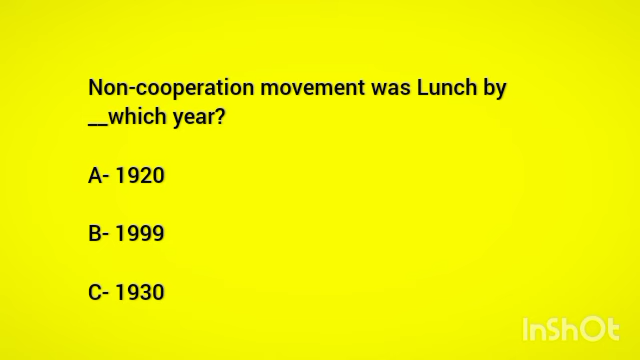 Non-cooperation movement was Lunch by
__which year?
A- 1920
B- 1999
C- 1930
InShOt